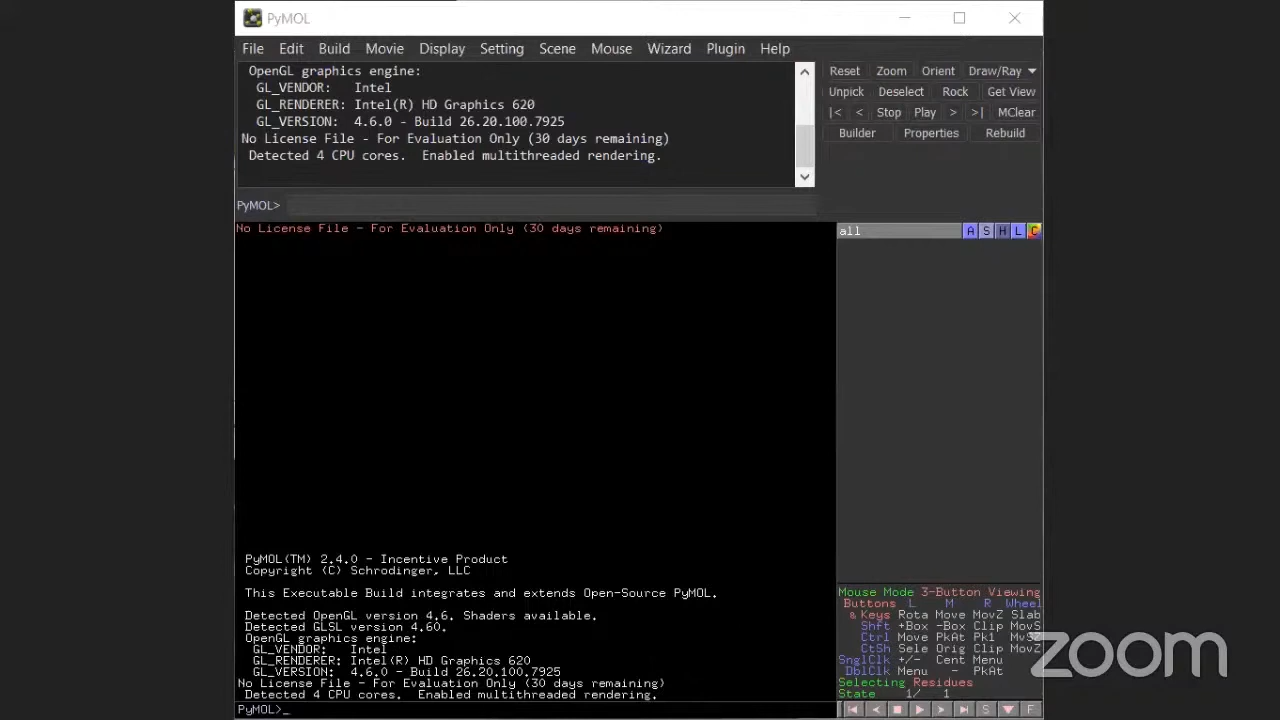 PyMOL
File Edit Build Movie Display Setting Scene Mouse Wizard Plugin Help
OpenGL graphics engine:
GL_VENDOR: Intel
GL_RENDERER: Intel(R) HD Graphics 620
GL_VERSION: 4.6.0 - Build 26.20.100.7925
No License File - For Evaluation Only (30 days remaining)
Detected 4 CPU cores. Enabled multithreaded rendering.
Reset Zoom Orient Draw/Ray
Unpick Deselect Rock Get View
|< < Stop Play > >| MClear
Builder Properties Rebuild
PyMOL>
No License File - For Evaluation Only (30 days remaining)
all A S H L C
PyMOL(TM) 2.4.0 - Incentive Product
Copyright (C) Schrodinger, LLC
This Executable Build integrates and extends Open-Source PyMOL.
Detected OpenGL version 4.6. Shaders available.
Detected GLSL version 4.60.
OpenGL graphics engine:
GL_VENDOR: Intel
GL_RENDERER: Intel(R) HD Graphics 620
GL_VERSION: 4.6.0 - Build 26.20.100.7925
No License File - For Evaluation Only (30 days remaining)
Detected 4 CPU cores. Enabled multithreaded rendering.
PyMOL>_
Mouse Mode 3-Button Viewing
Buttons L M R Wheel
& Keys Rota Move MovZ Slab
Shft +Box -Box Clip MovS
Ctrl Move PkAt Pk1 MvSZ
CtSh Sele Orig Clip MovZ
SnglClk +/- Cent Menu
DblClk Menu - PkAt
Selecting Residues
State 1/ 1
S F
zoom